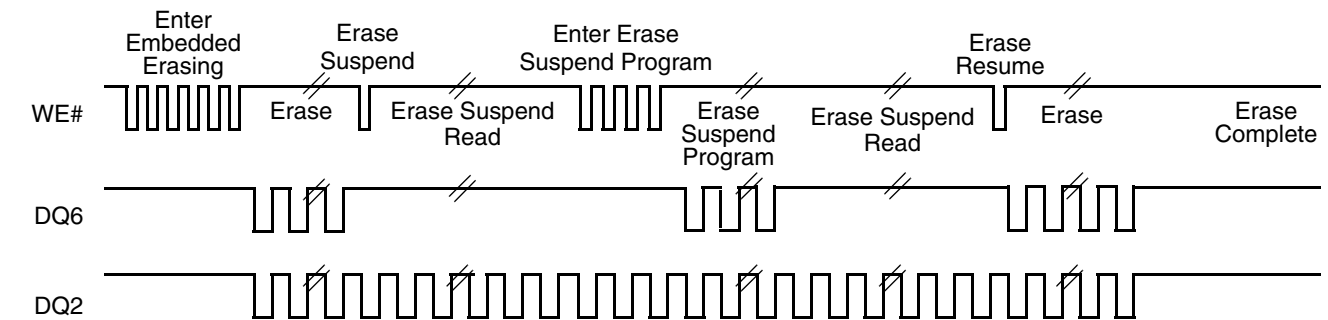 Enter
Embedded
Erasing
Erase
Suspend
Enter Erase
Suspend Program
Erase
Resume
WE#
Erase
Erase Suspend
Read
Erase
Suspend
Program
Erase Suspend
Read
Erase
Erase
Complete
DQ6
DQ2